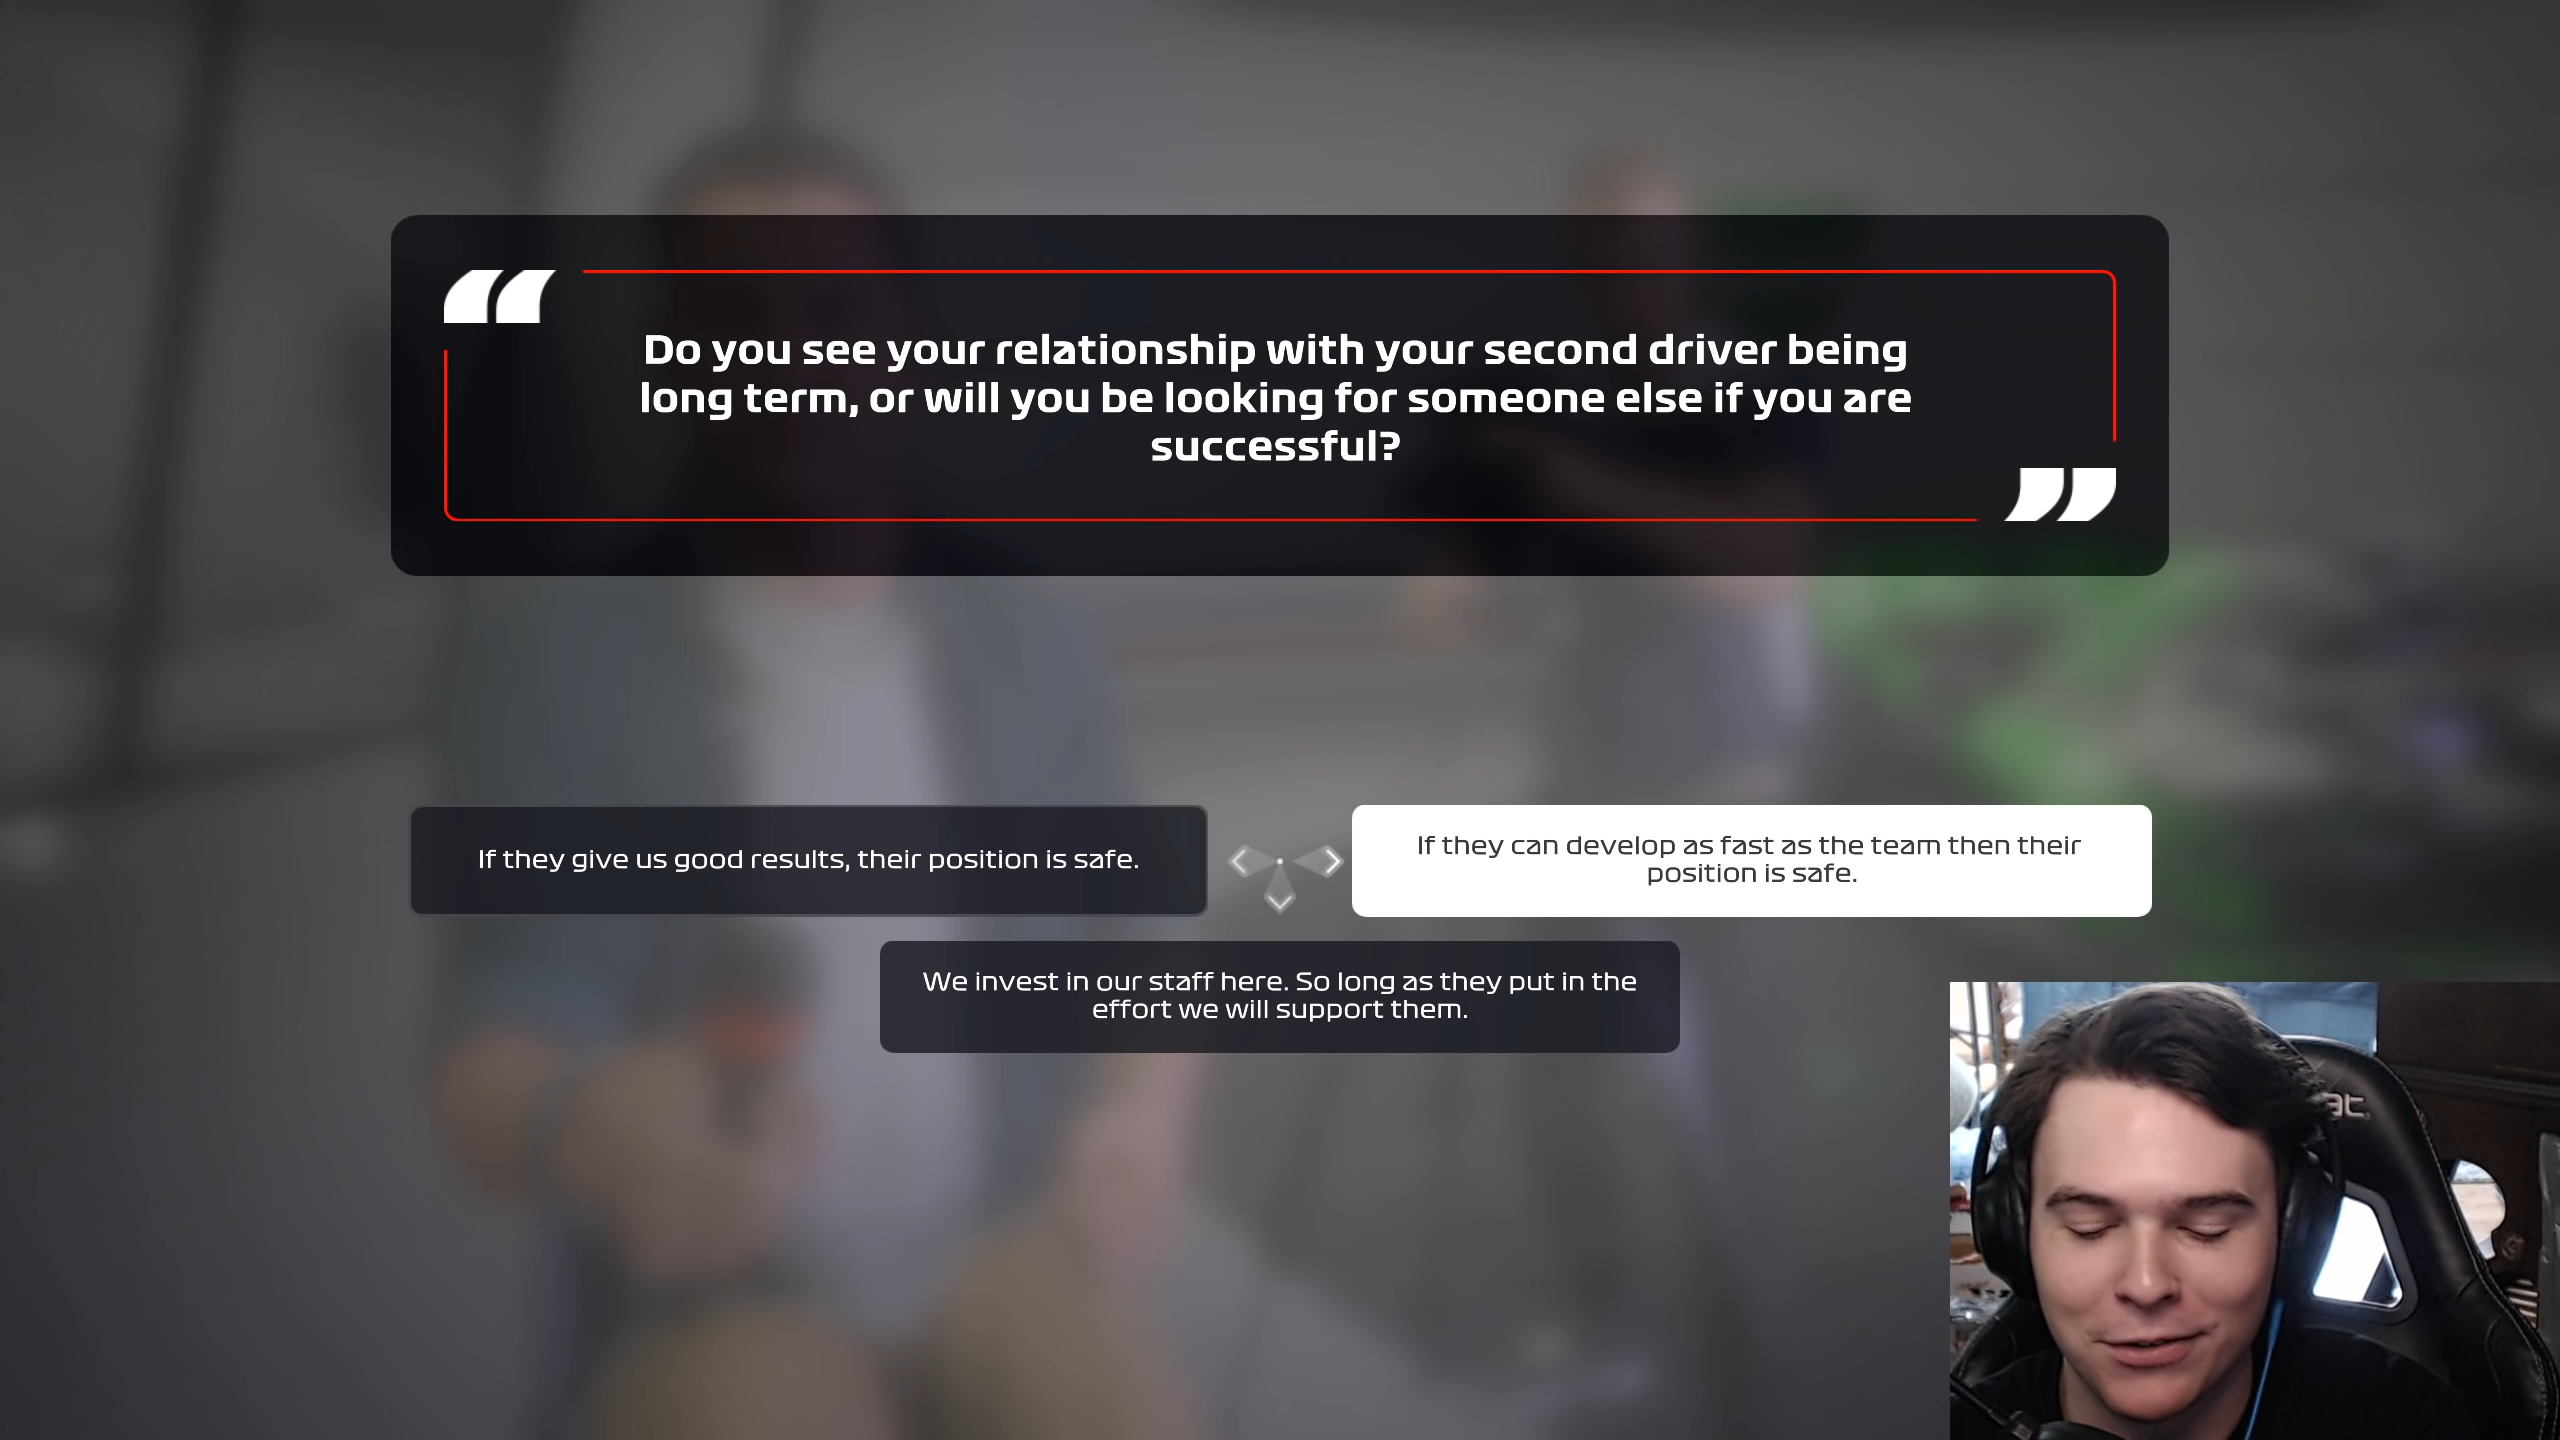 Do you see your relationship with your second driver being
long term, or will you be looking for someone else if you are
successful?
If they give us good results, their position is safe.
If they can develop as fast as the team then their
position is safe.
We invest in our staff here. So long as they put in the
effort we will support them.